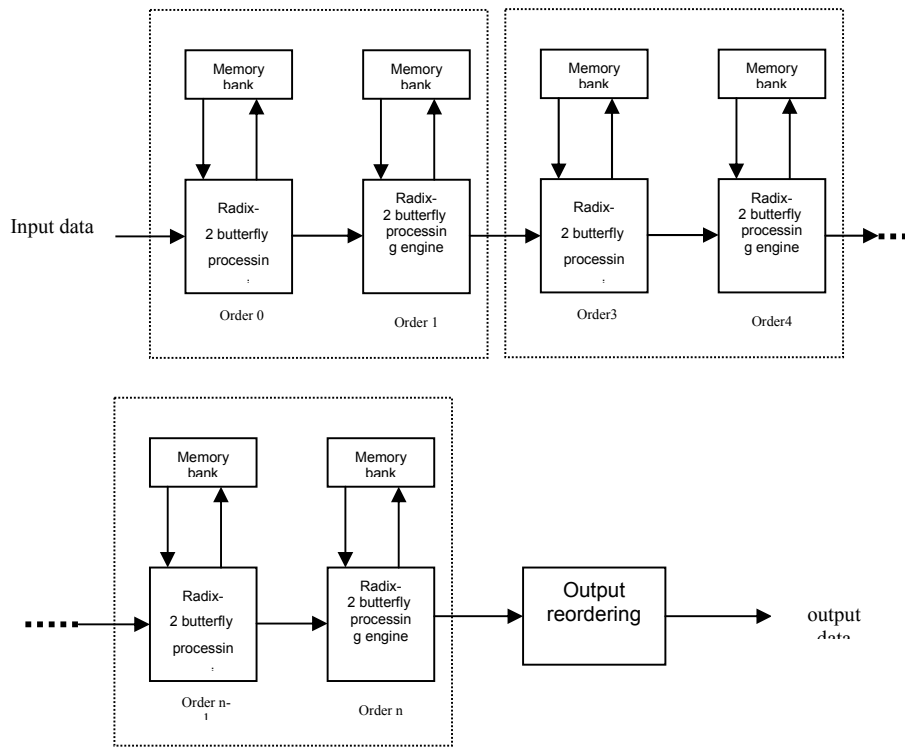 Memory
bank
Memory
bank
Memory
bank
Memory
bank
Input data
Radix-
2 butterfly
processin
Radix-
2 butterfly
processin
g engine
Radix-
2 butterfly
processin
Radix-
2 butterfly
processin
g engine
Order 0
Order 1
Order3
Order4
Memory
bank
Memory
bank
Radix-
2 butterfly
processin
Radix-
2 butterfly
processin
g engine
Output
reordering
output
data
Order n-
1
Order n